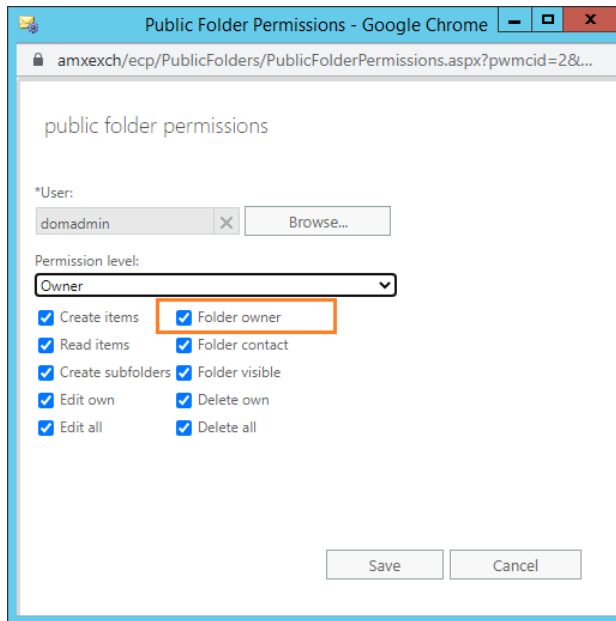 Public Folder Permissions - Google Chrome
amxexch/ecp/PublicFolders/PublicFolderPermissions.aspx?pwmcid=2&...
public folder permissions
*User:
domadmin
Browse...
Permission level:
Owner
Create items Folder owner
Read items Folder contact
Create subfolders Folder visible
Edit own Delete own
Edit all Delete all
Save Cancel